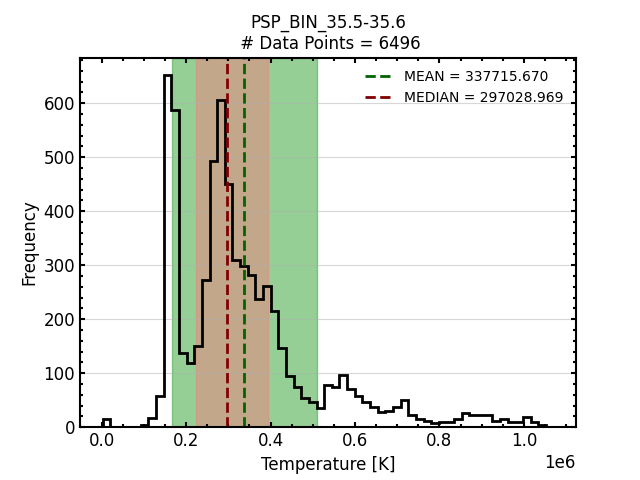 PSP_BIN_35.5-35.6
# Data Points = 6496
MEAN = 337715.670
MEDIAN = 297028.969
Frequency
600
500
400
300
200
100
0
0.0 0.2 0.4 0.6 0.8 1.0
Temperature [K]
1e6